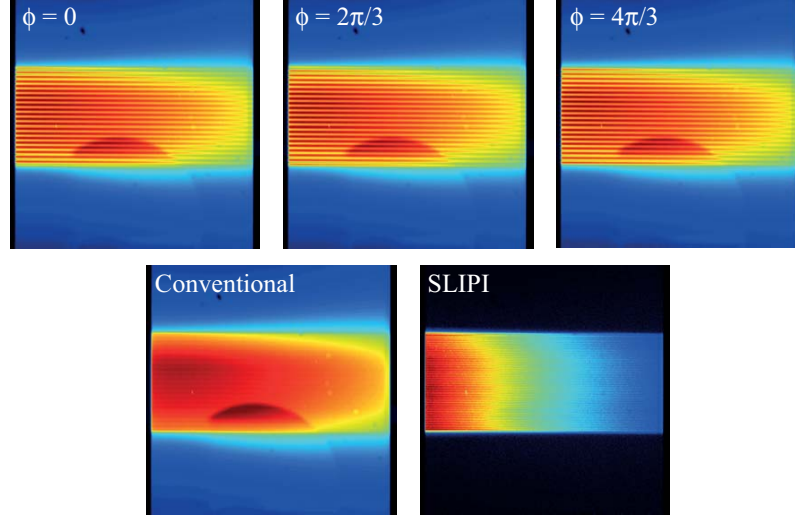 ϕ = 0
ϕ = 2π/3
ϕ = 4π/3
Conventional
SLIPI